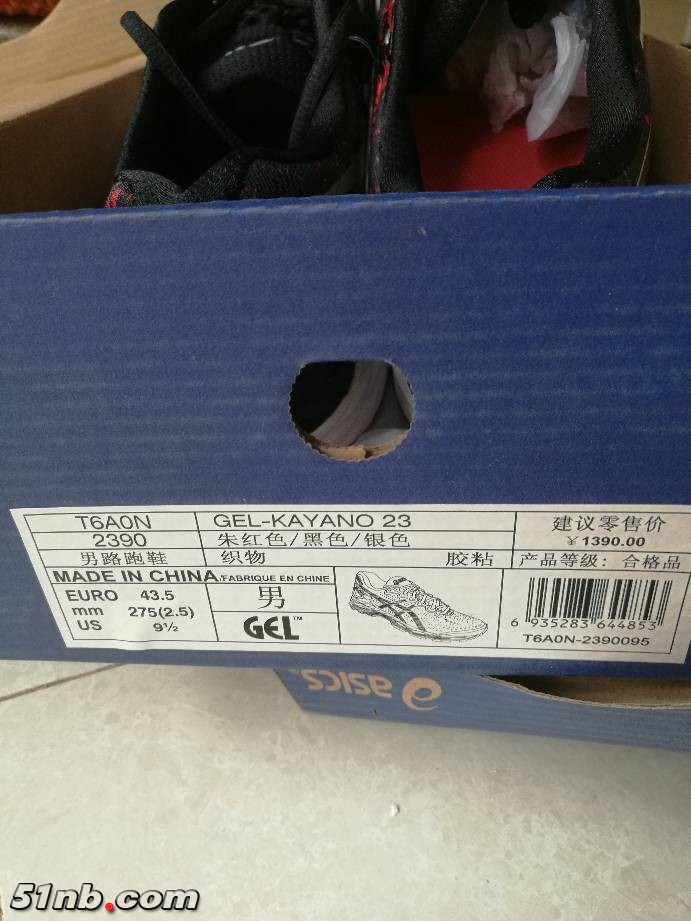 T6A0N
GEL-KAYANO 23
建议零售价
¥1390.00
2390
朱红色/黑色/银色
男路跑鞋
织物
胶粘
产品等级: 合格品
MADE IN CHINA/FABRIQUE EN CHINE
EURO 43.5
mm 275(2.5)
US 9½
男
GEL™
6 935283 644853
T6A0N-2390095
asics
51nb.com